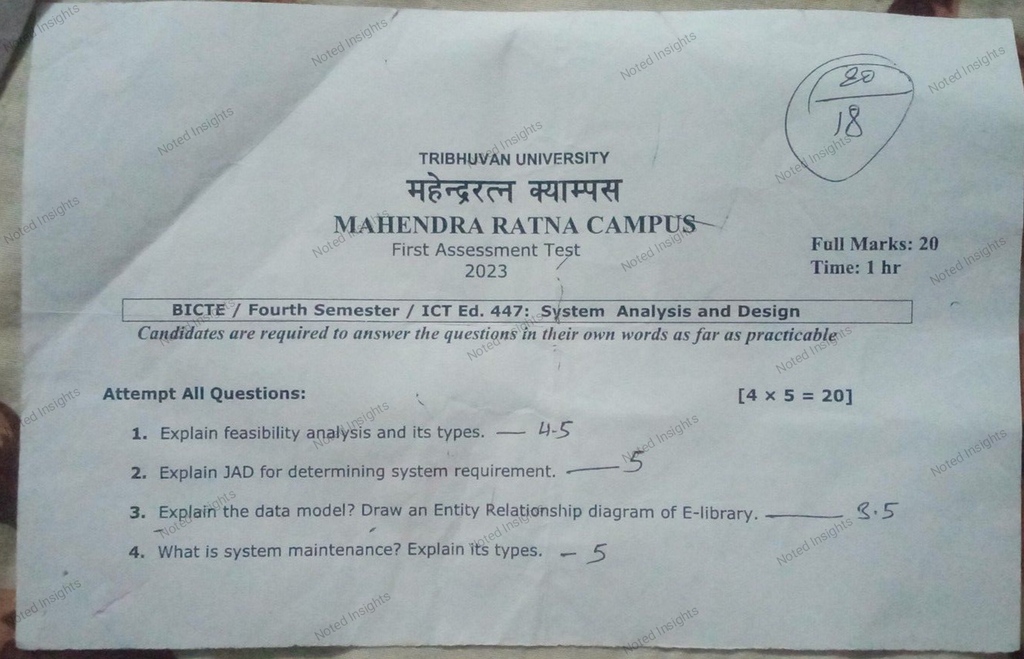 20
18
TRIBHUVAN UNIVERSITY
महेन्द्ररत्न क्याम्पस
MAHENDRA RATNA CAMPUS
First Assessment Test
2023
Full Marks: 20
Time: 1 hr
BICTE / Fourth Semester / ICT Ed. 447: System Analysis and Design
Candidates are required to answer the questions in their own words as far as practicable
Attempt All Questions: [4 × 5 = 20]
1. Explain feasibility analysis and its types. — 4.5
2. Explain JAD for determining system requirement. — 5
3. Explain the data model? Draw an Entity Relationship diagram of E-library. — 3.5
4. What is system maintenance? Explain its types. – 5
Noted Insights